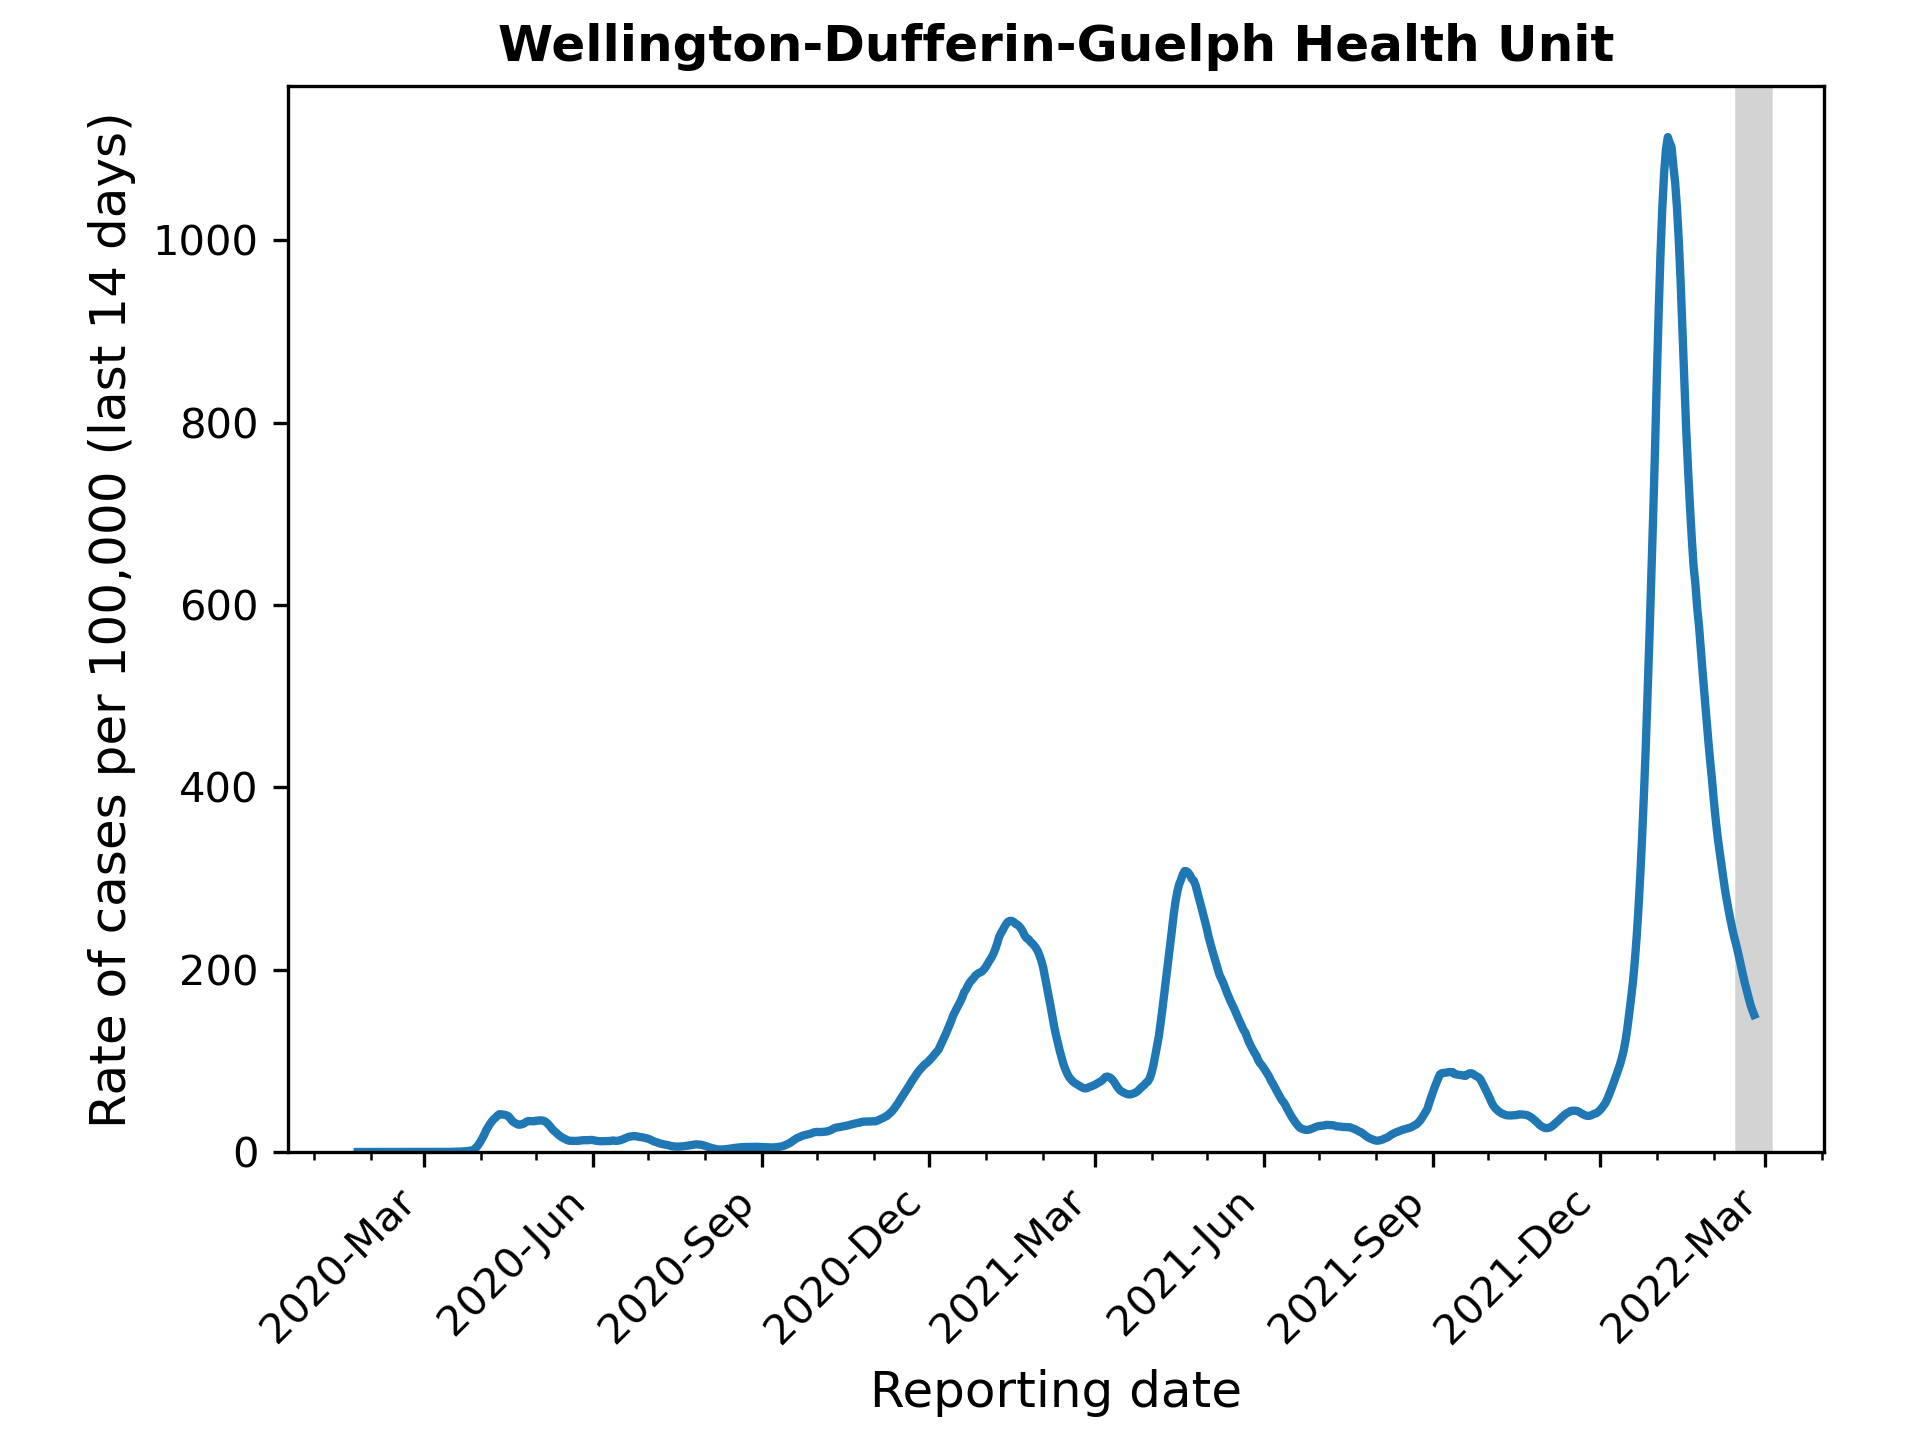 Wellington-Dufferin-Guelph Health Unit
Rate of cases per 100,000 (last 14 days)
1000
800
600
400
200
0
2020-Mar
2020-Jun
2020-Sep
2020-Dec
2021-Mar
2021-Jun
2021-Sep
2021-Dec
2022-Mar
Reporting date